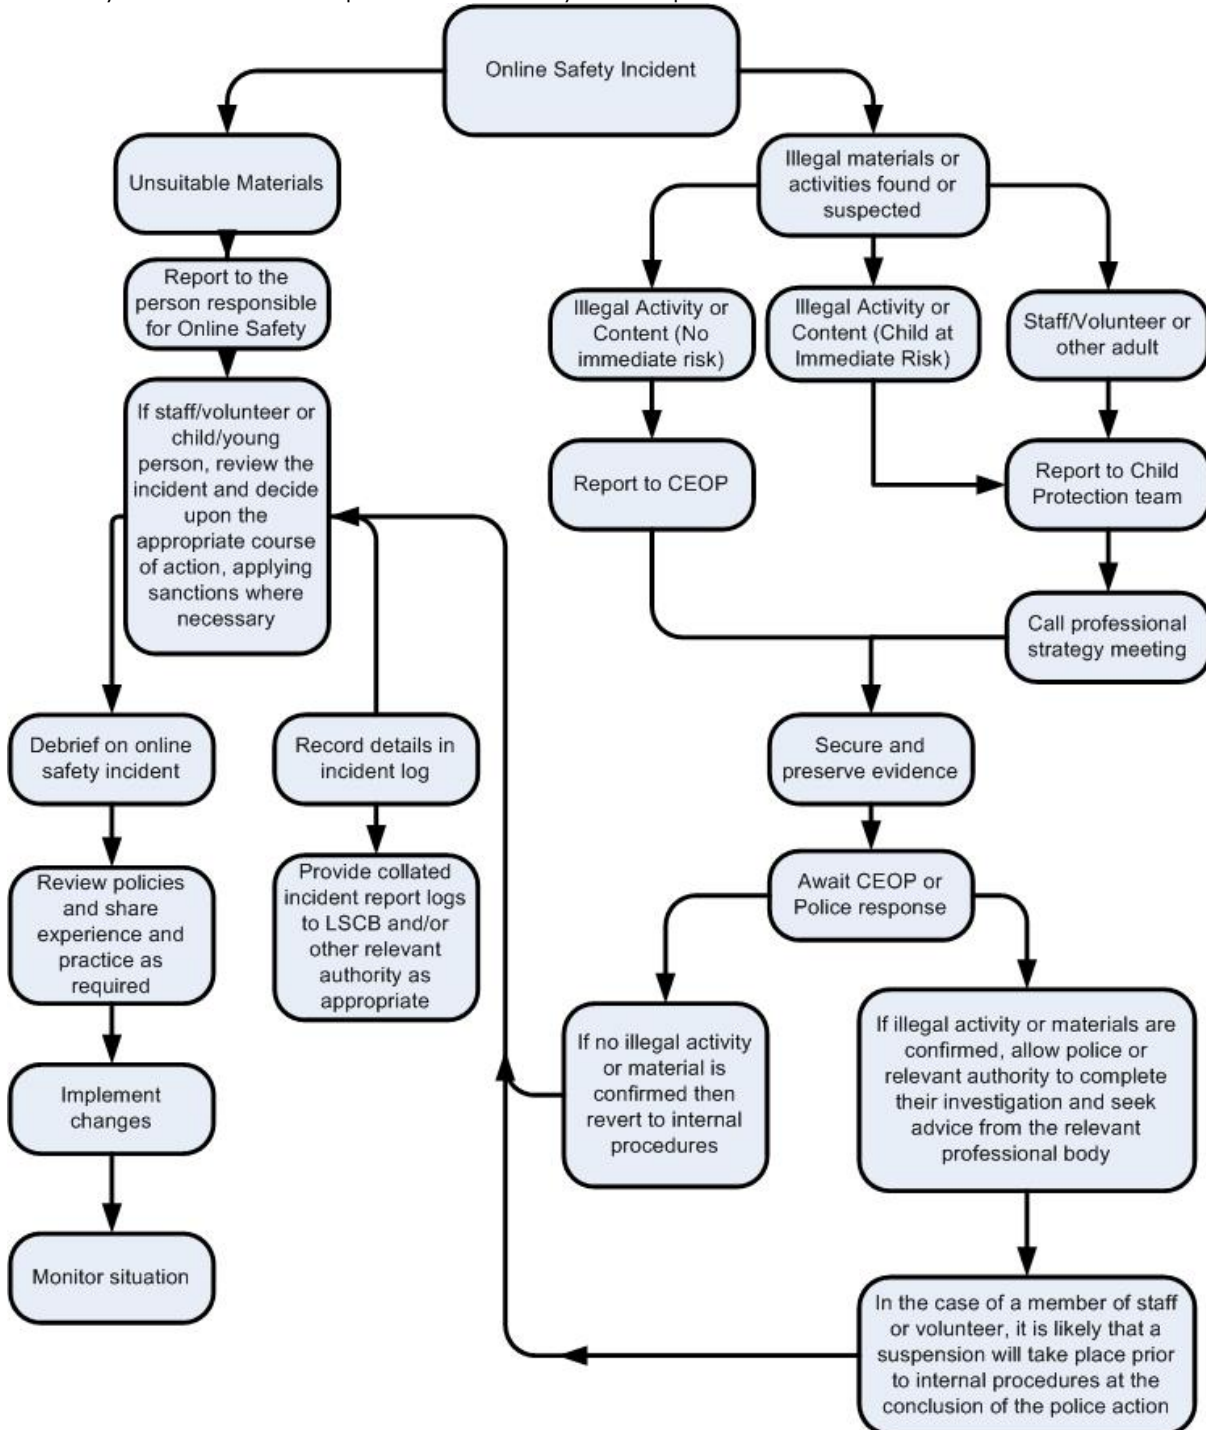 Online Safety Incident
Unsuitable Materials
Report to the
person responsible
for Online Safety
If staff/volunteer or
child/young
person, review the
incident and decide
upon the
appropriate course
of action, applying
sanctions where
necessary
Debrief on online
safety incident
Review policies
and share
experience and
practice as
required
Implement
changes
Monitor situation
Record details in
incident log
Provide collated
incident report logs
to LSCB and/or
other relevant
authority as
appropriate
Illegal materials or
activities found or
suspected
Illegal Activity or
Content (No
immediate risk)
Illegal Activity or
Content (Child at
Immediate Risk)
Staff/Volunteer or
other adult
Report to CEOP
Report to Child
Protection team
Call professional
strategy meeting
Secure and
preserve evidence
Await CEOP or
Police response
If no illegal activity
or material is
confirmed then
revert to internal
procedures
If illegal activity or materials are
confirmed, allow police or
relevant authority to complete
their investigation and seek
advice from the relevant
professional body
In the case of a member of staff
or volunteer, it is likely that a
suspension will take place prior
to internal procedures at the
conclusion of the police action